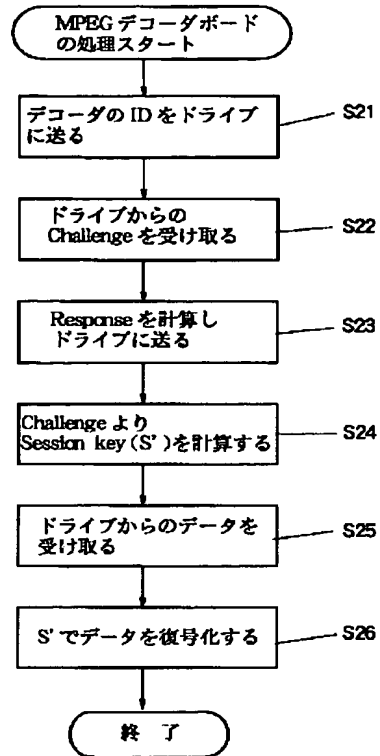 MPEG デコーダボード
の処理スタート
デコーダの ID をドライブ
に送る
S21
ドライブからの
Challenge を受け取る
S22
Response を計算し
ドライブに送る
S23
Challenge より
Session key (S')を計算する
S24
ドライブからのデータを
受け取る
S25
S' でデータを復号化する
S26
終 了